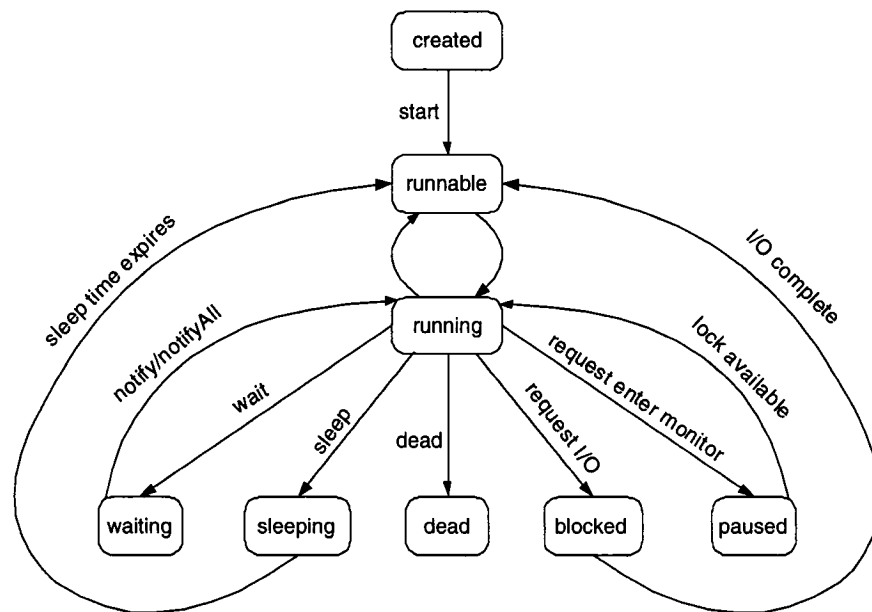 created
start
runnable
sleep time expires
I/O complete
notify/notifyAll
running
lock available
wait
sleep
dead
request I/O
request enter monitor
waiting
sleeping
dead
blocked
paused